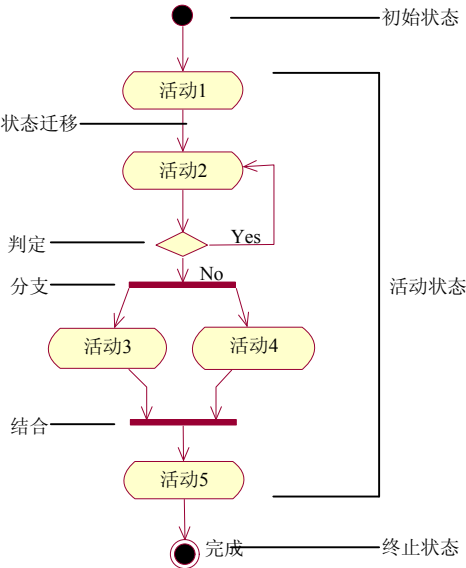 初始状态
活动1
状态迁移
活动2
判定
Yes
分支
No
活动状态
活动3
活动4
结合
活动5
完成
终止状态